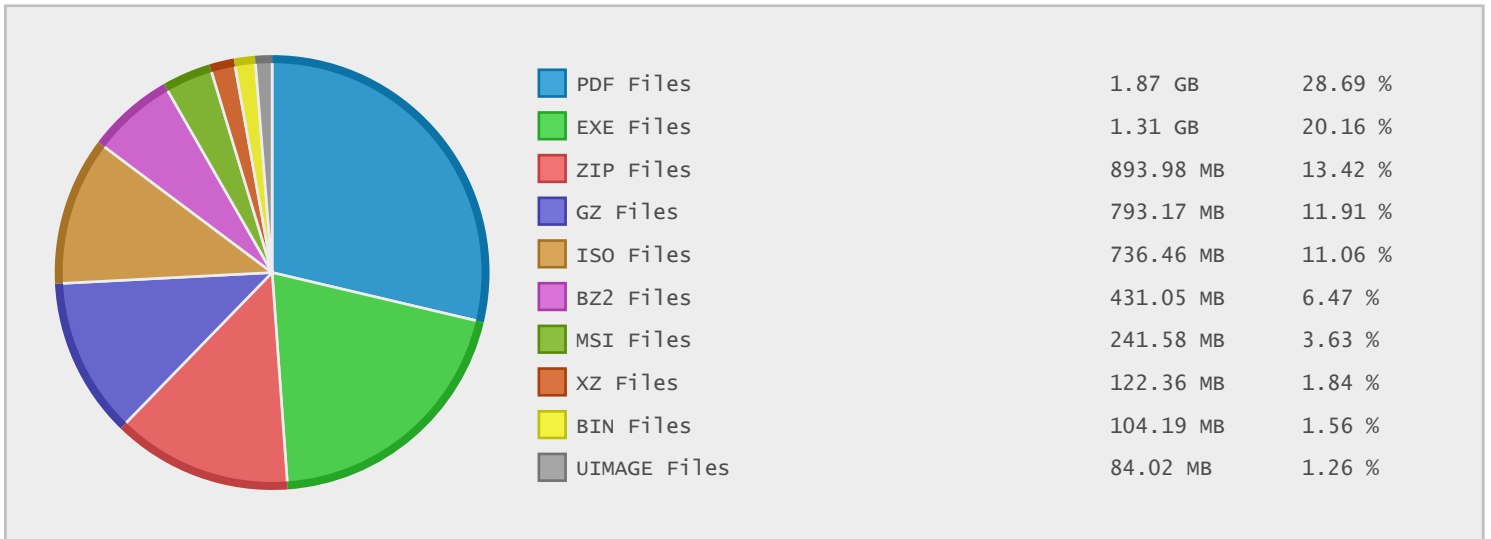 PDF Files 1.87 GB 28.69 %
EXE Files 1.31 GB 20.16 %
ZIP Files 893.98 MB 13.42 %
GZ Files 793.17 MB 11.91 %
ISO Files 736.46 MB 11.06 %
BZ2 Files 431.05 MB 6.47 %
MSI Files 241.58 MB 3.63 %
XZ Files 122.36 MB 1.84 %
BIN Files 104.19 MB 1.56 %
UIMAGE Files 84.02 MB 1.26 %